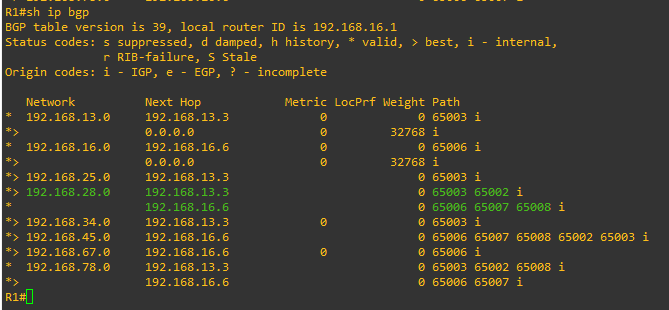 R1#sh ip bgp
BGP table version is 39, local router ID is 192.168.16.1
Status codes: s suppressed, d damped, h history, * valid, > best, i - internal,
              r RIB-failure, S Stale
Origin codes: i - IGP, e - EGP, ? - incomplete

   Network          Next Hop            Metric LocPrf Weight Path
*  192.168.13.0     192.168.13.3             0             0 65003 i
*>                  0.0.0.0                  0         32768 i
*  192.168.16.0     192.168.16.6             0             0 65006 i
*>                  0.0.0.0                  0         32768 i
*> 192.168.25.0     192.168.13.3                           0 65003 i
*> 192.168.28.0     192.168.13.3                           0 65003 65002 i
*                   192.168.16.6                           0 65006 65007 65008 i
*> 192.168.34.0     192.168.13.3             0             0 65003 i
*> 192.168.45.0     192.168.16.6                           0 65006 65007 65008 65002 65003 i
*> 192.168.67.0     192.168.16.6             0             0 65006 i
*  192.168.78.0     192.168.13.3                           0 65003 65002 65008 i
*>                  192.168.16.6                           0 65006 65007 i
R1#